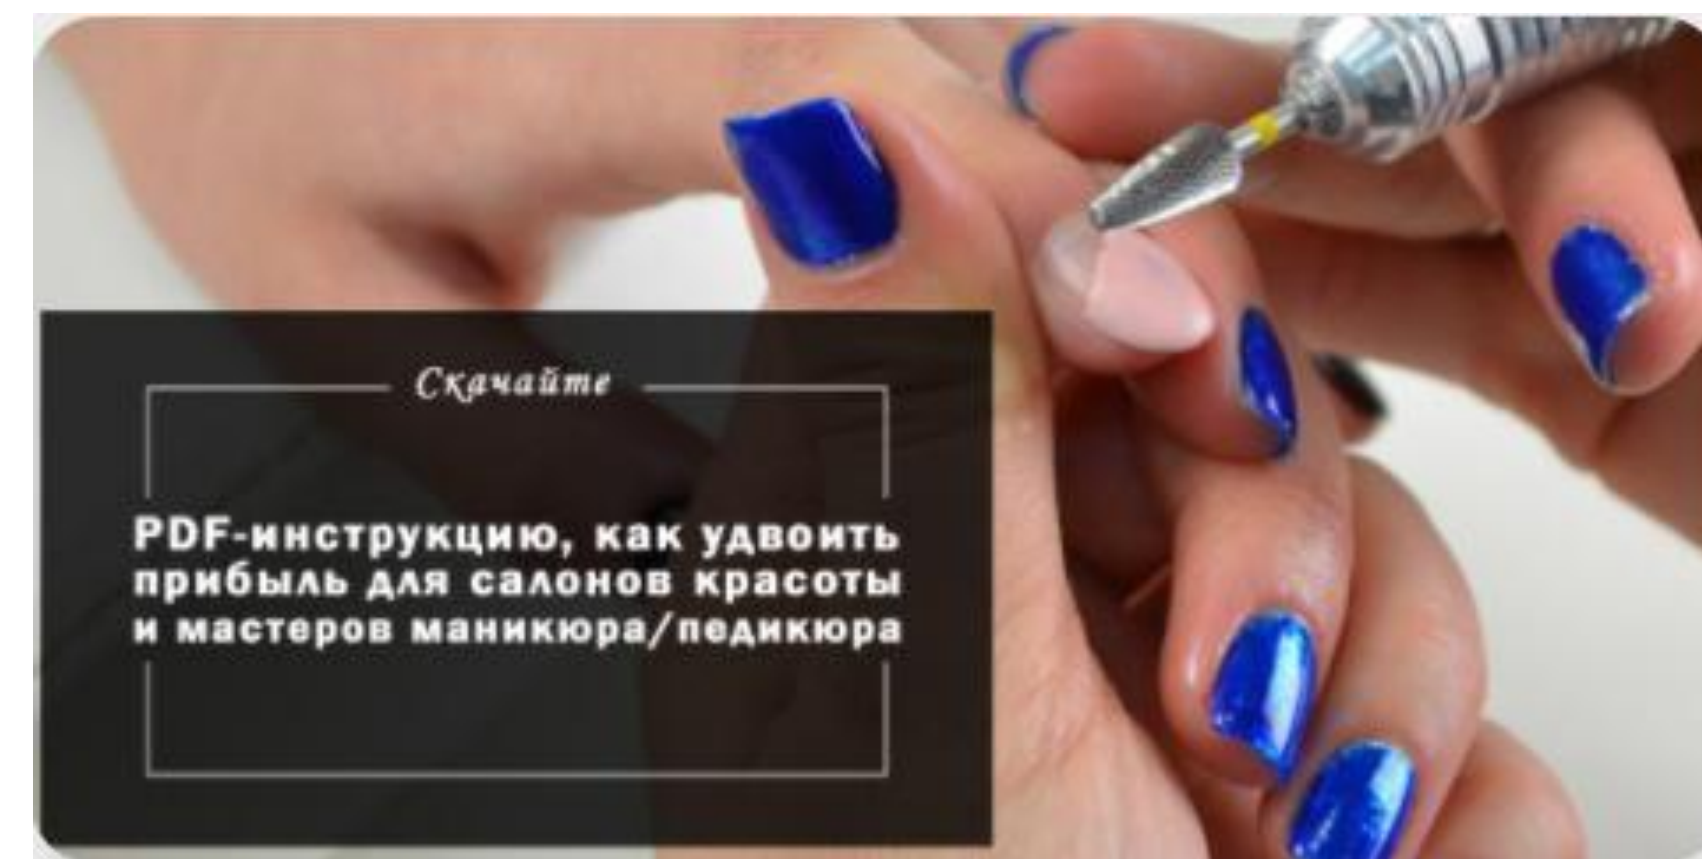 Скачайте
PDF-инструкцию, как удвоить
прибыль для салонов красоты
и мастеров маникюра/педикюра